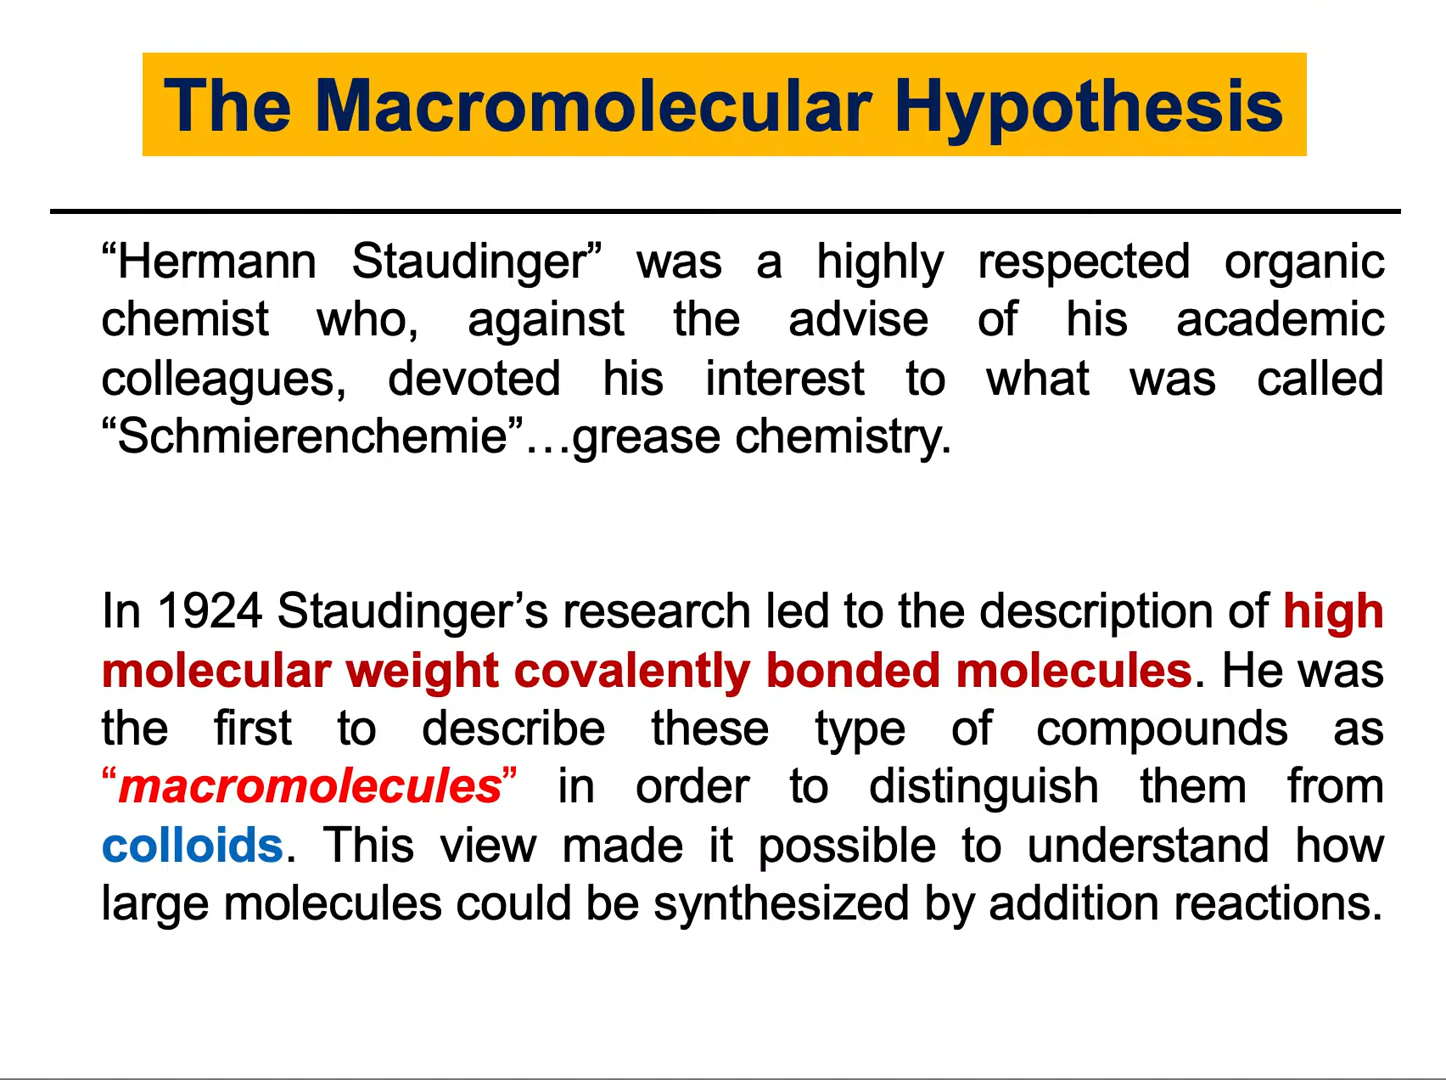 The Macromolecular Hypothesis
“Hermann Staudinger” was a highly respected organic
chemist who, against the advise of his academic
colleagues, devoted his interest to what was called
“Schmierenchemie”…grease chemistry.
In 1924 Staudinger’s research led to the description of high
molecular weight covalently bonded molecules. He was
the first to describe these type of compounds as
“macromolecules” in order to distinguish them from
colloids. This view made it possible to understand how
large molecules could be synthesized by addition reactions.